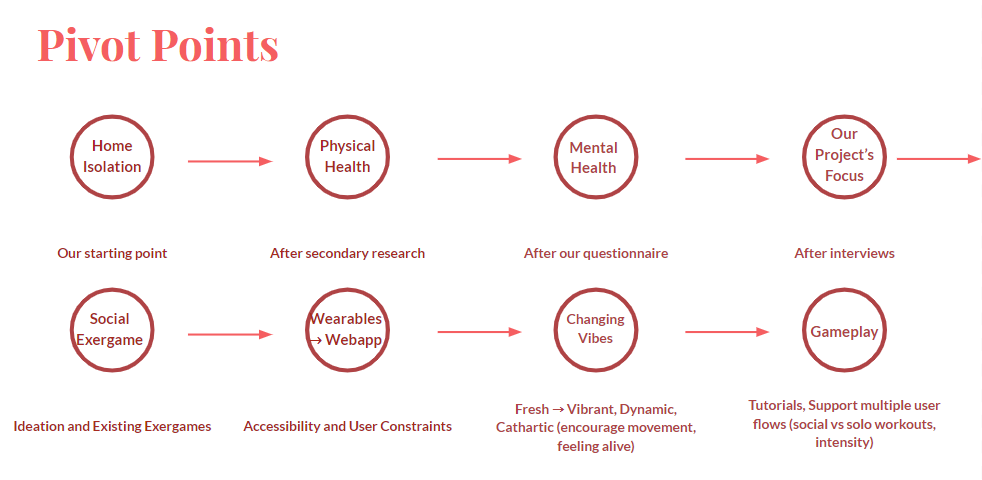 Pivot Points
Home
Isolation
Physical
Health
Mental
Health
Our
Project's
Focus
Our starting point
After secondary research
After our questionnaire
After interviews
Social
Exergame
Wearables
→ Webapp
Changing
Vibes
Gameplay
Ideation and Existing Exergames
Accessibility and User Constraints
Fresh → Vibrant, Dynamic,
Cathartic (encourage movement,
feeling alive)
Tutorials, Support multiple user
flows (social vs solo workouts,
intensity)